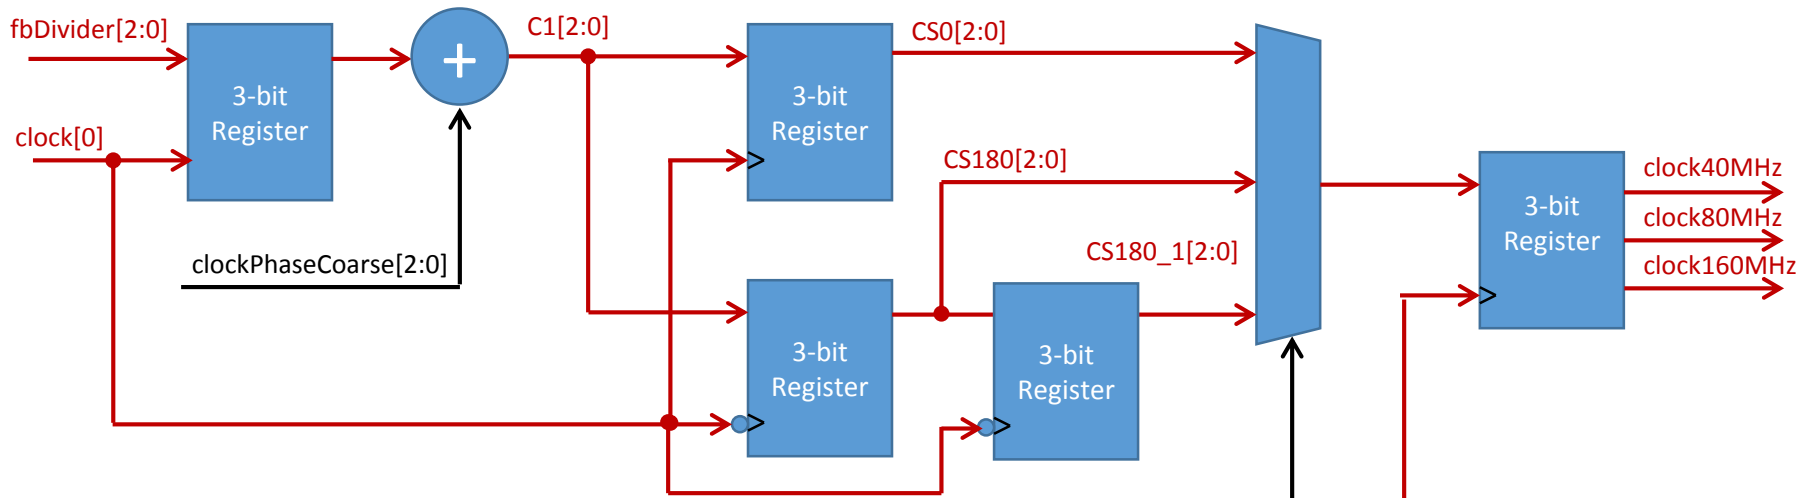 fbDivider[2:0]
clock[0]
3-bit
Register
+
clockPhaseCoarse[2:0]
C1[2:0]
3-bit
Register
CS0[2:0]
CS180[2:0]
CS180_1[2:0]
3-bit
Register
3-bit
Register
3-bit
Register
clock40MHz
clock80MHz
clock160MHz